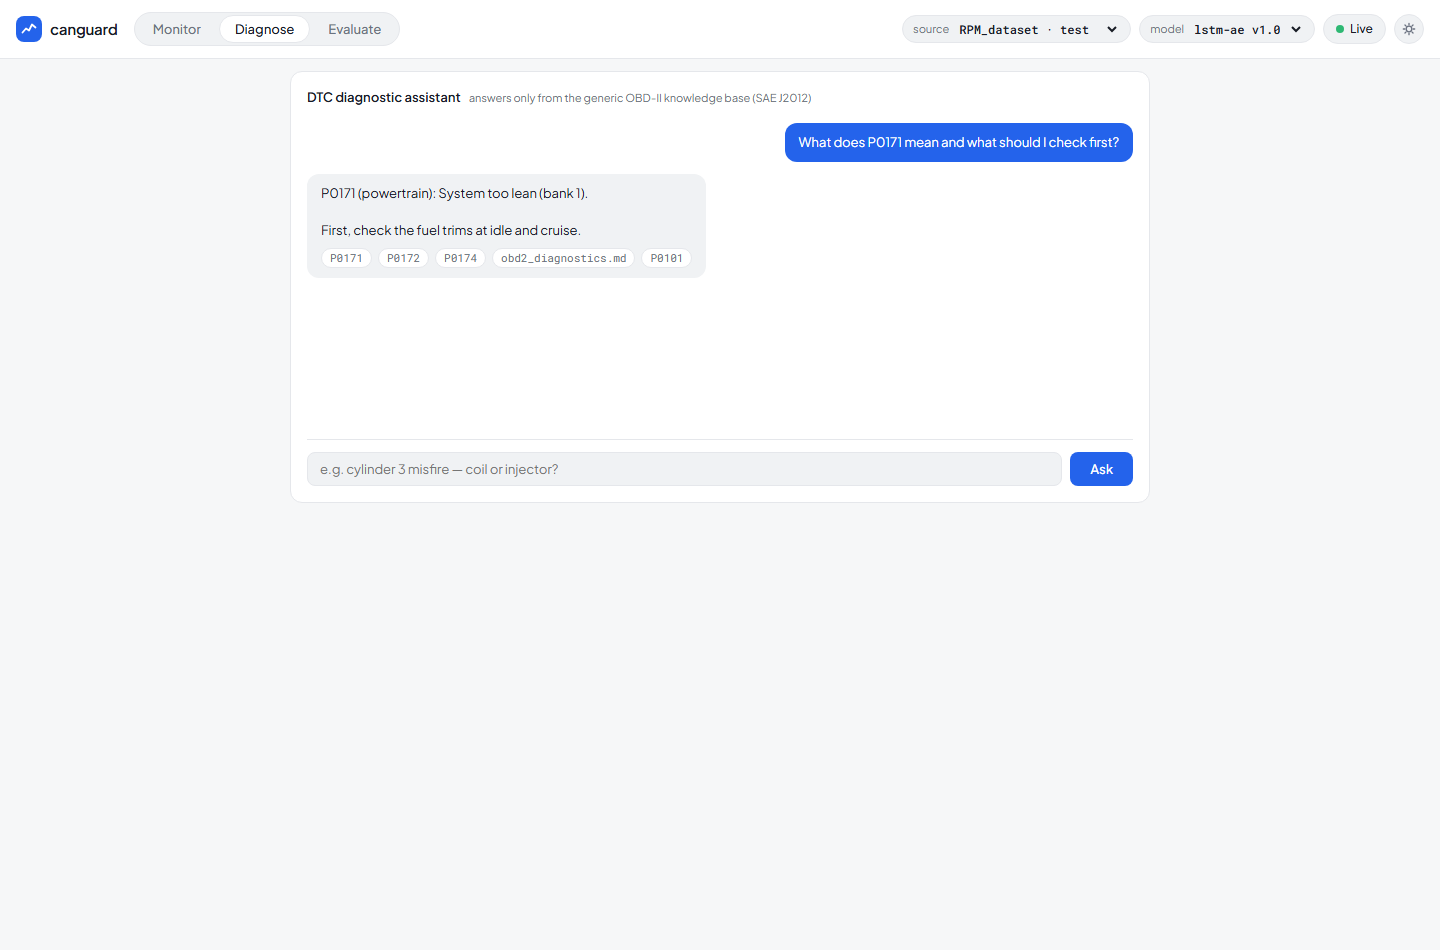 canguard
Monitor
Diagnose
Evaluate
source RPM_dataset · test
model lstm-ae v1.0
Live
DTC diagnostic assistant answers only from the generic OBD-II knowledge base (SAE J2012)
What does P0171 mean and what should I check first?
P0171 (powertrain): System too lean (bank 1).
First, check the fuel trims at idle and cruise.
P0171 P0172 P0174 obd2_diagnostics.md P0101
e.g. cylinder 3 misfire — coil or injector?
Ask